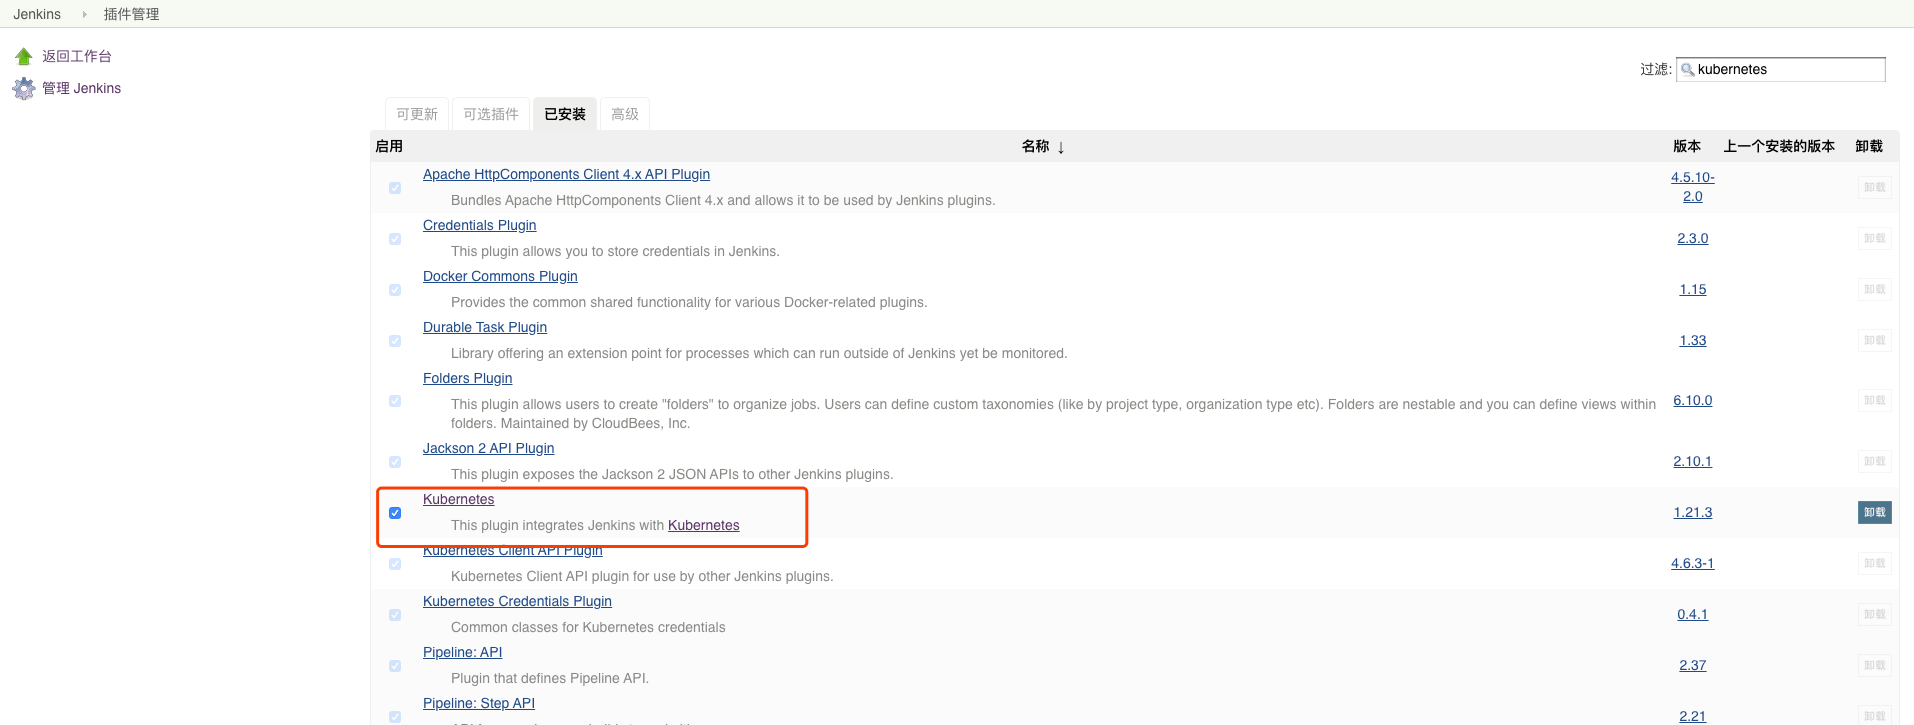 Jenkins 插件管理
返回工作台
管理 Jenkins
过滤: kubernetes
可更新 可选插件 已安装 高级
启用 名称 ↓ 版本 上一个安装的版本 卸载
Apache HttpComponents Client 4.x API Plugin
Bundles Apache HttpComponents Client 4.x and allows it to be used by Jenkins plugins.
4.5.10-
2.0
卸载
Credentials Plugin
This plugin allows you to store credentials in Jenkins.
2.3.0
卸载
Docker Commons Plugin
Provides the common shared functionality for various Docker-related plugins.
1.15
卸载
Durable Task Plugin
Library offering an extension point for processes which can run outside of Jenkins yet be monitored.
1.33
卸载
Folders Plugin
This plugin allows users to create "folders" to organize jobs. Users can define custom taxonomies (like by project type, organization type etc). Folders are nestable and you can define views within
folders. Maintained by CloudBees, Inc.
6.10.0
卸载
Jackson 2 API Plugin
This plugin exposes the Jackson 2 JSON APIs to other Jenkins plugins.
2.10.1
卸载
Kubernetes
This plugin integrates Jenkins with Kubernetes
1.21.3
卸载
Kubernetes Client API Plugin
Kubernetes Client API plugin for use by other Jenkins plugins.
4.6.3-1
卸载
Kubernetes Credentials Plugin
Common classes for Kubernetes credentials
0.4.1
卸载
Pipeline: API
Plugin that defines Pipeline API.
2.37
卸载
Pipeline: Step API
2.21
卸载